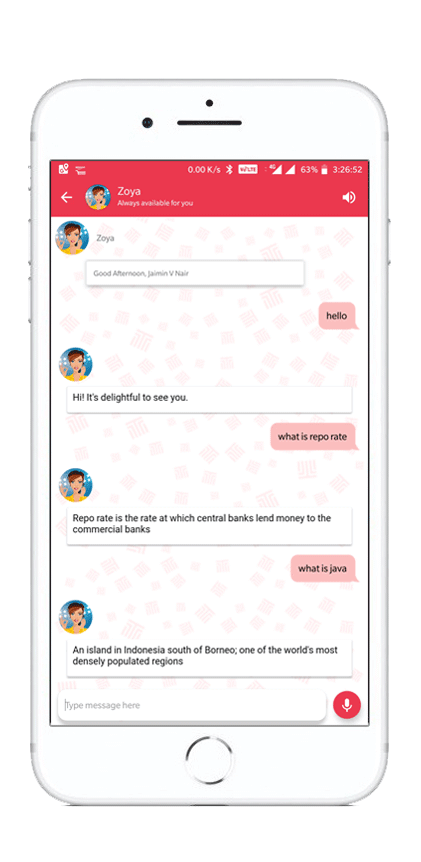 0.00 K/s VoLTE 4G 63% 3:26:52
Zoya
Always available for you
Zoya
Good Afternoon, Jaimin V Nair
hello
Hi! It's delightful to see you.
what is repo rate
Repo rate is the rate at which central banks lend money to the
commercial banks
what is java
An island in Indonesia south of Borneo; one of the world's most
densely populated regions
Type message here